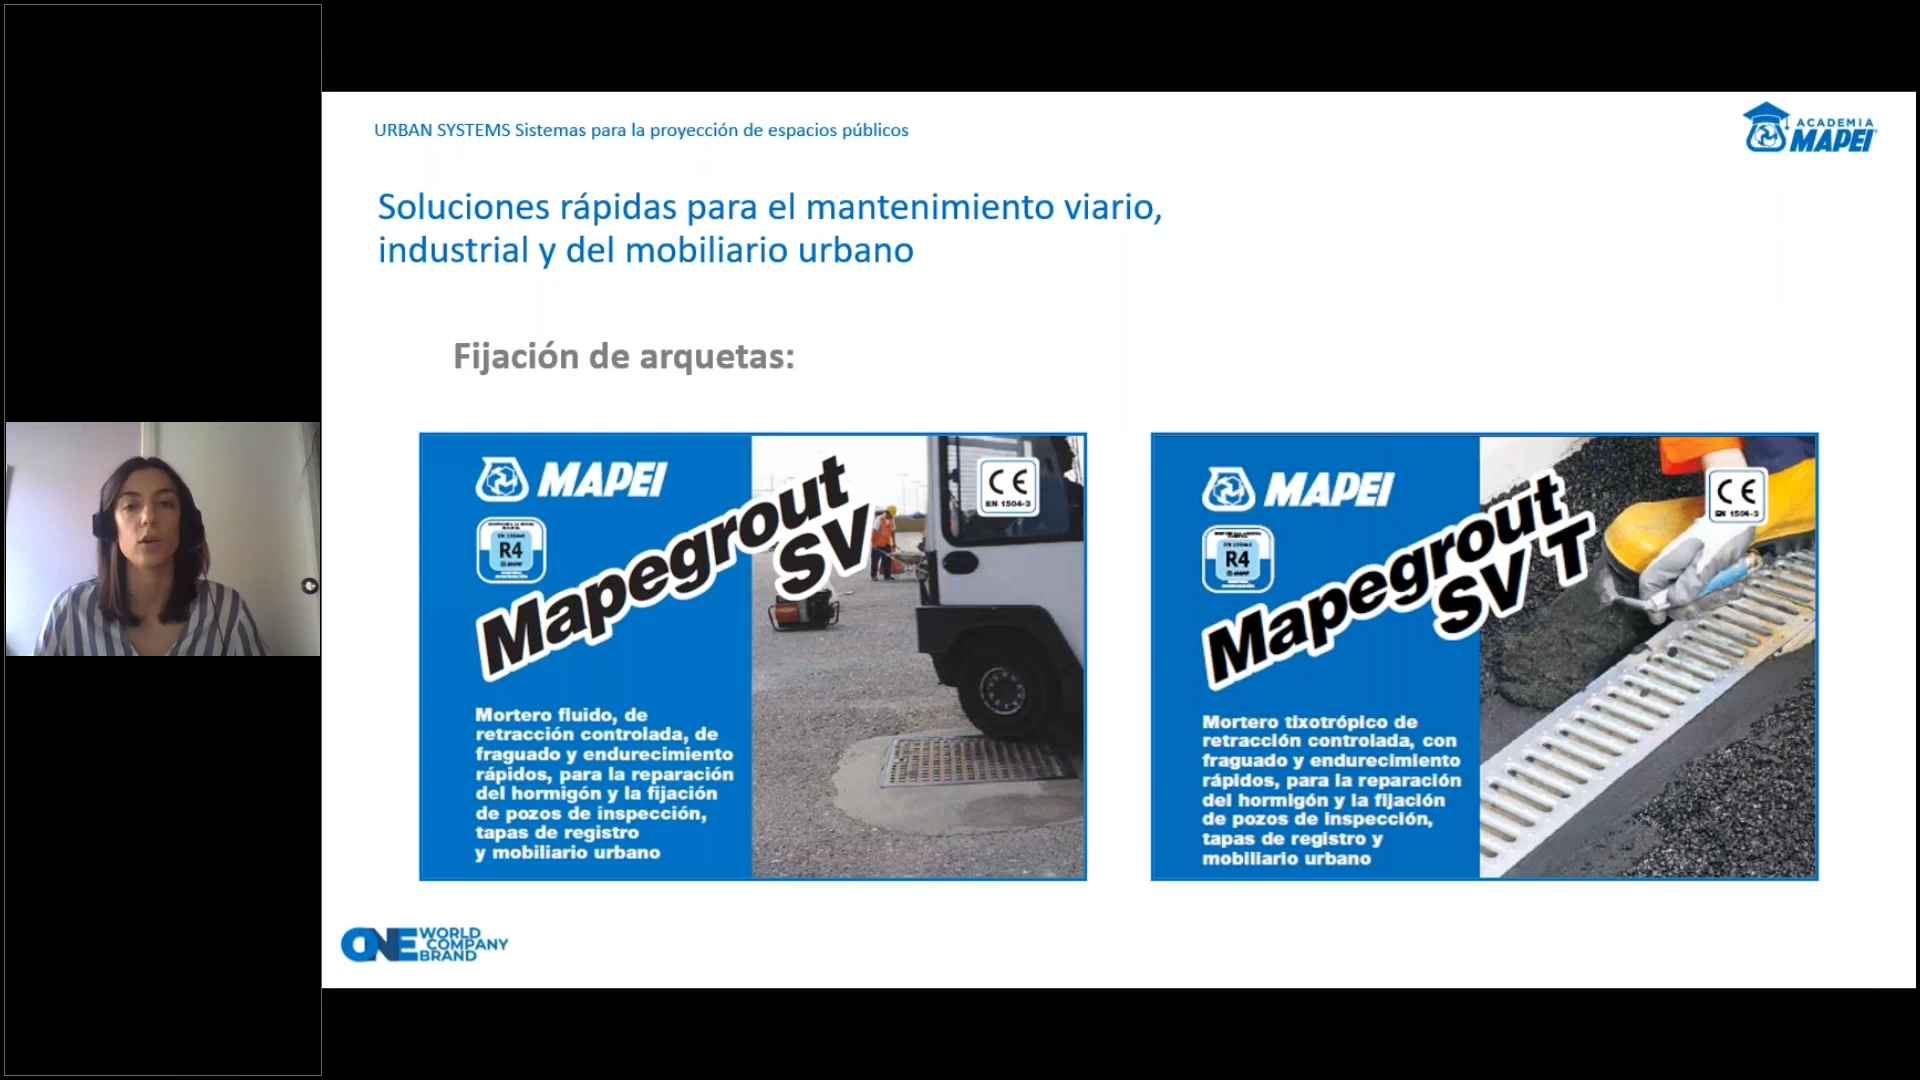 URBAN SYSTEMS Sistemas para la proyección de espacios públicos
ACADEMIA
MAPEI
Soluciones rápidas para el mantenimiento viario,
industrial y del mobiliario urbano
Fijación de arquetas:
MAPEI
CE
EN 1504-3
R4
Mapegrout
SV
Mortero fluido, de
retracción controlada, de
fraguado y endurecimiento
rápidos, para la reparación
del hormigón y la fijación
de pozos de inspección,
tapas de registro
y mobiliario urbano
MAPEI
CE
EN 1504-3
R4
Mapegrout
SV T
Mortero tixotrópico de
retracción controlada, con
fraguado y endurecimiento
rápidos, para la reparación
del hormigón y la fijación
de pozos de inspección,
tapas de registro y
mobiliario urbano
ONE WORLD
COMPANY
BRAND